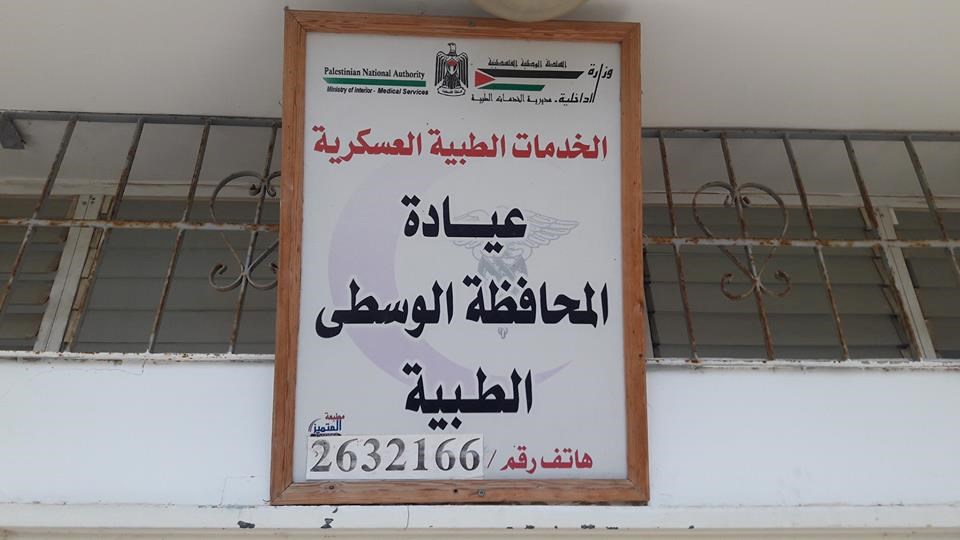 Palestinian National Authority
Ministry of Interior - Medical Services
السلطة الوطنية الفلسطينية
وزارة الداخلية - مديرية الخدمات الطبية
الخدمات الطبية العسكرية
عيادة
المحافظة الوسطى
الطبية
مطبعة
المتميز
هاتف رقم / 2632166